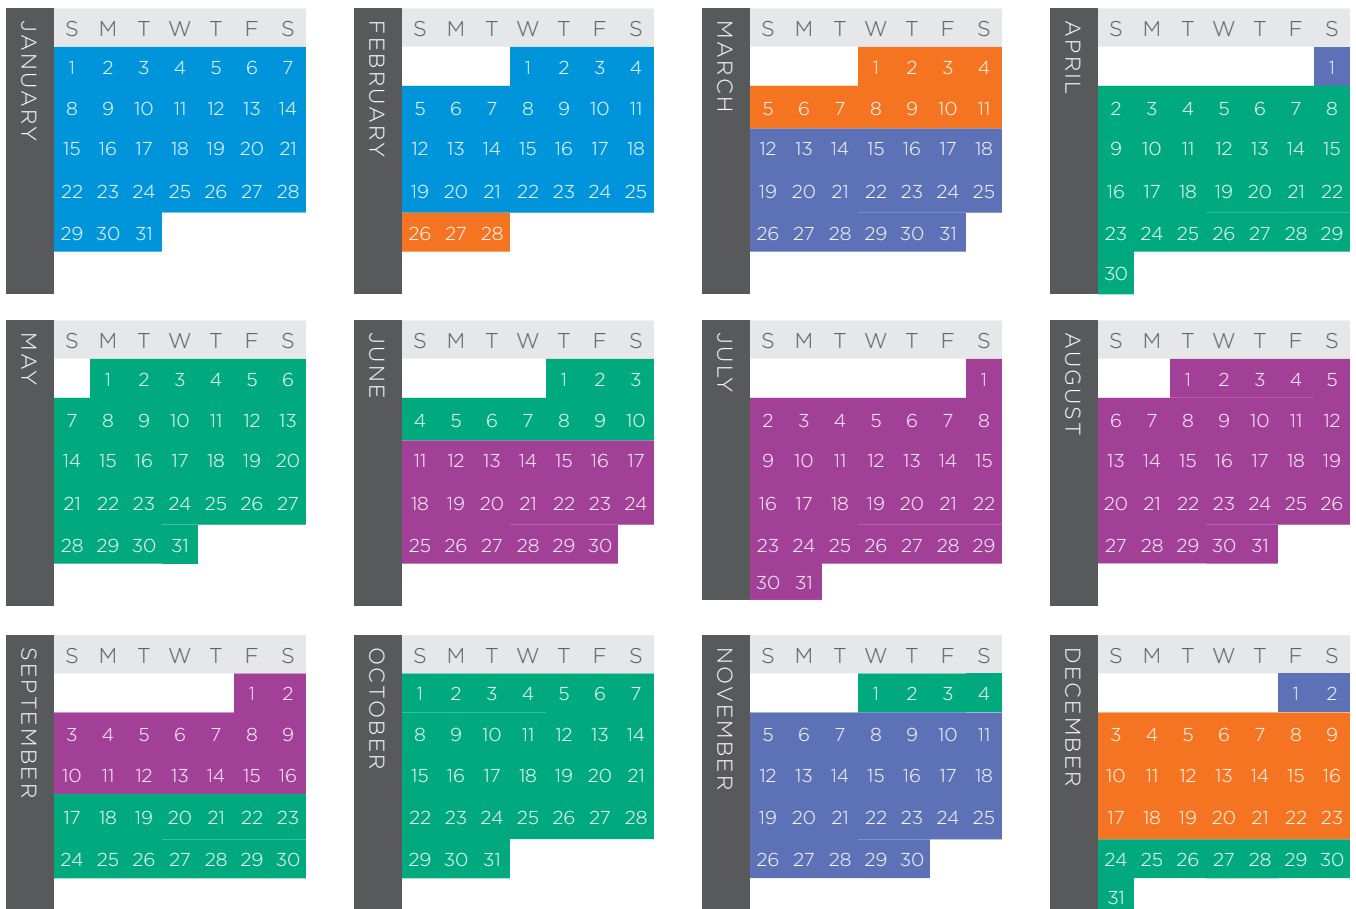 JANUARY
S M T W T F S
1 2 3 4 5 6 7
8 9 10 11 12 13 14
15 16 17 18 19 20 21
22 23 24 25 26 27 28
29 30 31
FEBRUARY
S M T W T F S
1 2 3 4
5 6 7 8 9 10 11
12 13 14 15 16 17 18
19 20 21 22 23 24 25
26 27 28
MARCH
S M T W T F S
1 2 3 4
5 6 7 8 9 10 11
12 13 14 15 16 17 18
19 20 21 22 23 24 25
26 27 28 29 30 31
APRIL
S M T W T F S
1
2 3 4 5 6 7 8
9 10 11 12 13 14 15
16 17 18 19 20 21 22
23 24 25 26 27 28 29
30
MAY
S M T W T F S
1 2 3 4 5 6
7 8 9 10 11 12 13
14 15 16 17 18 19 20
21 22 23 24 25 26 27
28 29 30 31
JUNE
S M T W T F S
1 2 3
4 5 6 7 8 9 10
11 12 13 14 15 16 17
18 19 20 21 22 23 24
25 26 27 28 29 30
JULY
S M T W T F S
1
2 3 4 5 6 7 8
9 10 11 12 13 14 15
16 17 18 19 20 21 22
23 24 25 26 27 28 29
30 31
AUGUST
S M T W T F S
1 2 3 4 5
6 7 8 9 10 11 12
13 14 15 16 17 18 19
20 21 22 23 24 25 26
27 28 29 30 31
SEPTEMBER
S M T W T F S
1 2
3 4 5 6 7 8 9
10 11 12 13 14 15 16
17 18 19 20 21 22 23
24 25 26 27 28 29 30
OCTOBER
S M T W T F S
1 2 3 4 5 6 7
8 9 10 11 12 13 14
15 16 17 18 19 20 21
22 23 24 25 26 27 28
29 30 31
NOVEMBER
S M T W T F S
1 2 3 4
5 6 7 8 9 10 11
12 13 14 15 16 17 18
19 20 21 22 23 24 25
26 27 28 29 30
DECEMBER
S M T W T F S
1 2
3 4 5 6 7 8 9
10 11 12 13 14 15 16
17 18 19 20 21 22 23
24 25 26 27 28 29 30
31